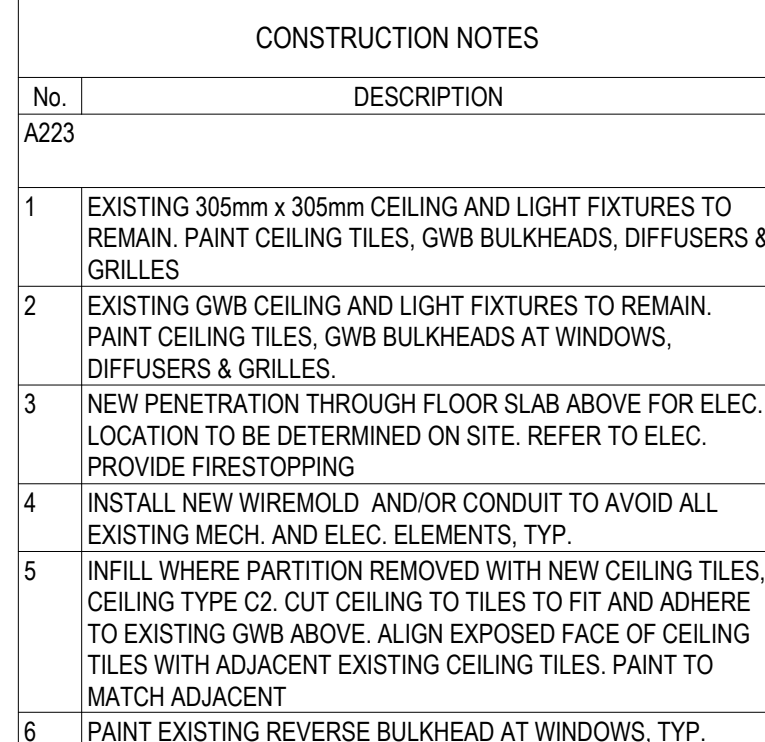 CONSTRUCTION NOTES
No. DESCRIPTION
A223
1 EXISTING 305mm x 305mm CEILING AND LIGHT FIXTURES TO
REMAIN. PAINT CEILING TILES, GWB BULKHEADS, DIFFUSERS &
GRILLES
2 EXISTING GWB CEILING AND LIGHT FIXTURES TO REMAIN.
PAINT CEILING TILES, GWB BULKHEADS AT WINDOWS,
DIFFUSERS & GRILLES.
3 NEW PENETRATION THROUGH FLOOR SLAB ABOVE FOR ELEC.
LOCATION TO BE DETERMINED ON SITE. REFER TO ELEC.
PROVIDE FIRESTOPPING
4 INSTALL NEW WIREMOLD AND/OR CONDUIT TO AVOID ALL
EXISTING MECH. AND ELEC. ELEMENTS, TYP.
5 INFILL WHERE PARTITION REMOVED WITH NEW CEILING TILES,
CEILING TYPE C2. CUT CEILING TO TILES TO FIT AND ADHERE
TO EXISTING GWB ABOVE. ALIGN EXPOSED FACE OF CEILING
TILES WITH ADJACENT EXISTING CEILING TILES. PAINT TO
MATCH ADJACENT
6 PAINT EXISTING REVERSE BULKHEAD AT WINDOWS, TYP.